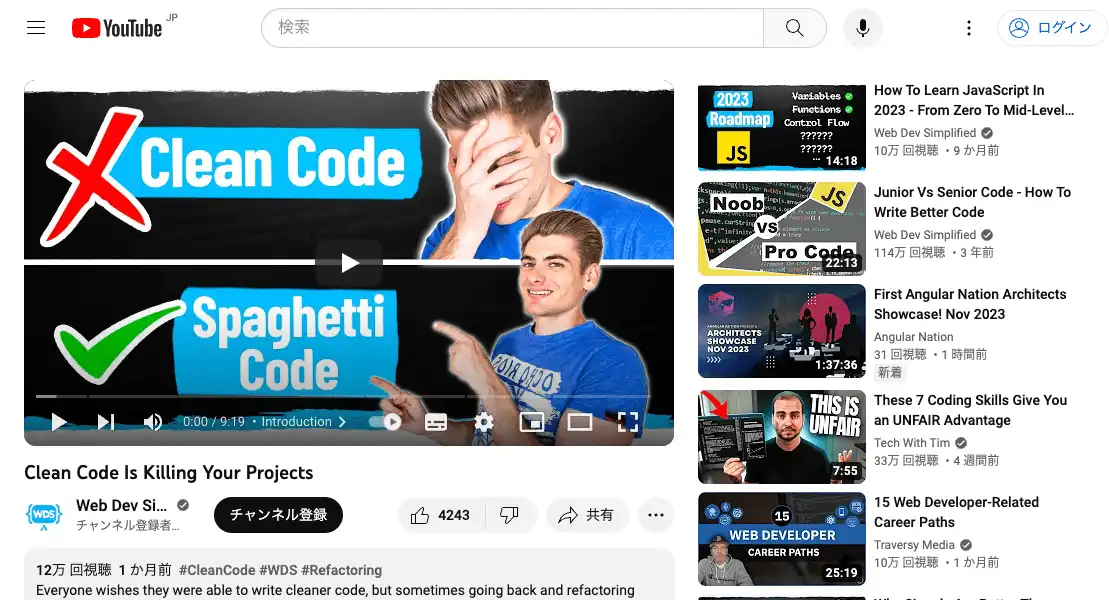 YouTube JP
検索
ログイン
Clean Code
Spaghetti
Code
0:00 / 9:19 • Introduction
Clean Code Is Killing Your Projects
WDS
Web Dev Si...
チャンネル登録者...
チャンネル登録
4243
共有
12万 回視聴 1 か月前 #CleanCode #WDS #Refactoring
Everyone wishes they were able to write cleaner code, but sometimes going back and refactoring
2023
Roadmap
JS
Variables
Functions
Control Flow
??????
??????
...
14:18
How To Learn JavaScript In
2023 - From Zero To Mid-Level...
Web Dev Simplified
10万 回視聴 ・9 か月前
Noob
vs
Pro Code
JS
22:13
Junior Vs Senior Code - How To
Write Better Code
Web Dev Simplified
114万 回視聴 ・3 年前
ANGULAR NATION PRESENTS
ARCHITECTS
SHOWCASE
NOV 2023
1:37:36
First Angular Nation Architects
Showcase! Nov 2023
Angular Nation
31 回視聴 ・1 時間前
新着
THIS IS
UNFAIR
7:55
These 7 Coding Skills Give You
an UNFAIR Advantage
Tech With Tim
33万 回視聴 ・4 週間前
15
WEB DEVELOPER
CAREER PATHS
25:19
15 Web Developer-Related
Career Paths
Traversy Media
10万 回視聴 ・1 か月前